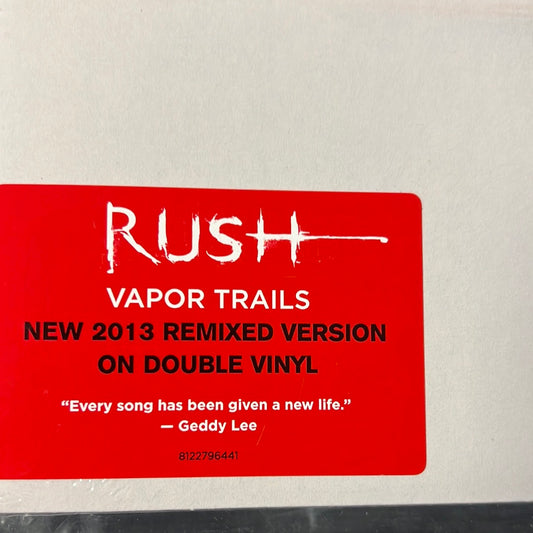 RUSH
VAPOR TRAILS
NEW 2013 REMIXED VERSION
ON DOUBLE VINYL
“Every song has been given a new life.”
— Geddy Lee
8122796441